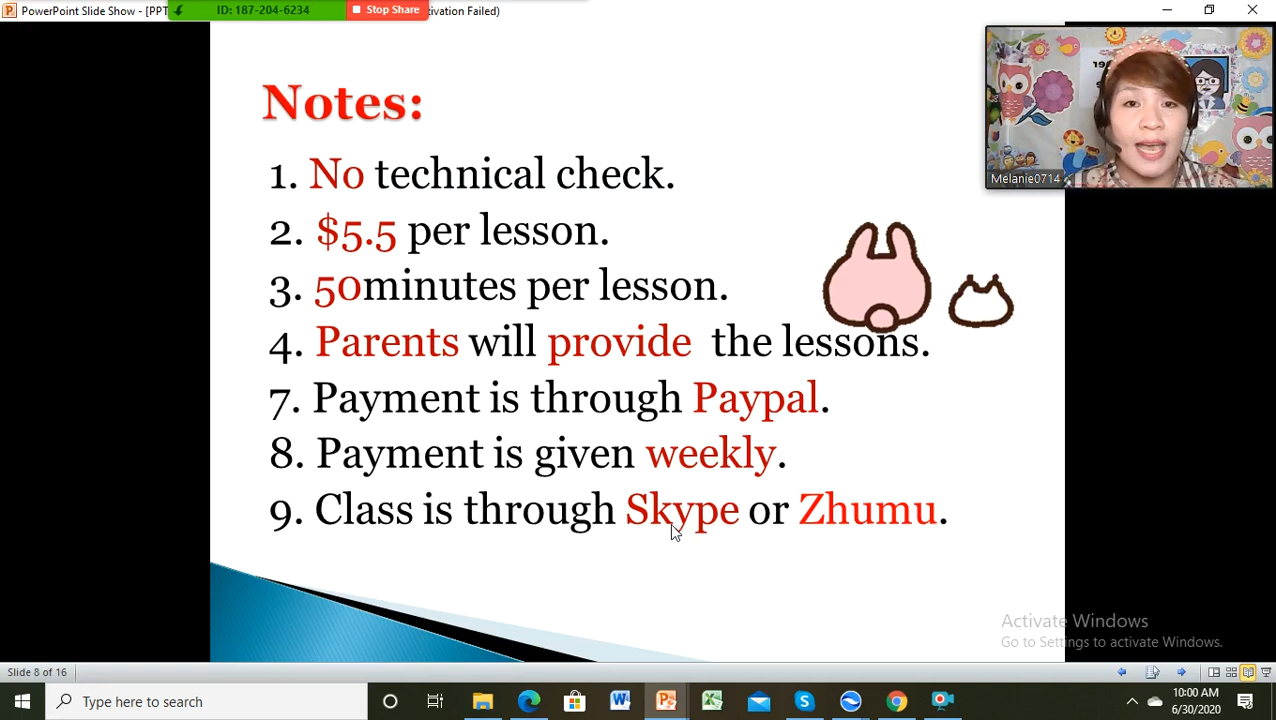 PowerPoint Slide Show - [PPT
ID: 187-204-6234
Stop Share
ivation Failed)
Notes:
1. No technical check.
2. $5.5 per lesson.
3. 50minutes per lesson.
4. Parents will provide the lessons.
7. Payment is through Paypal.
8. Payment is given weekly.
9. Class is through Skype or Zhumu.
Melanie0714
Activate Windows
Go to Settings to activate Windows.
Slide 8 of 16
Type here to search
10:00 AM
6/30/2020